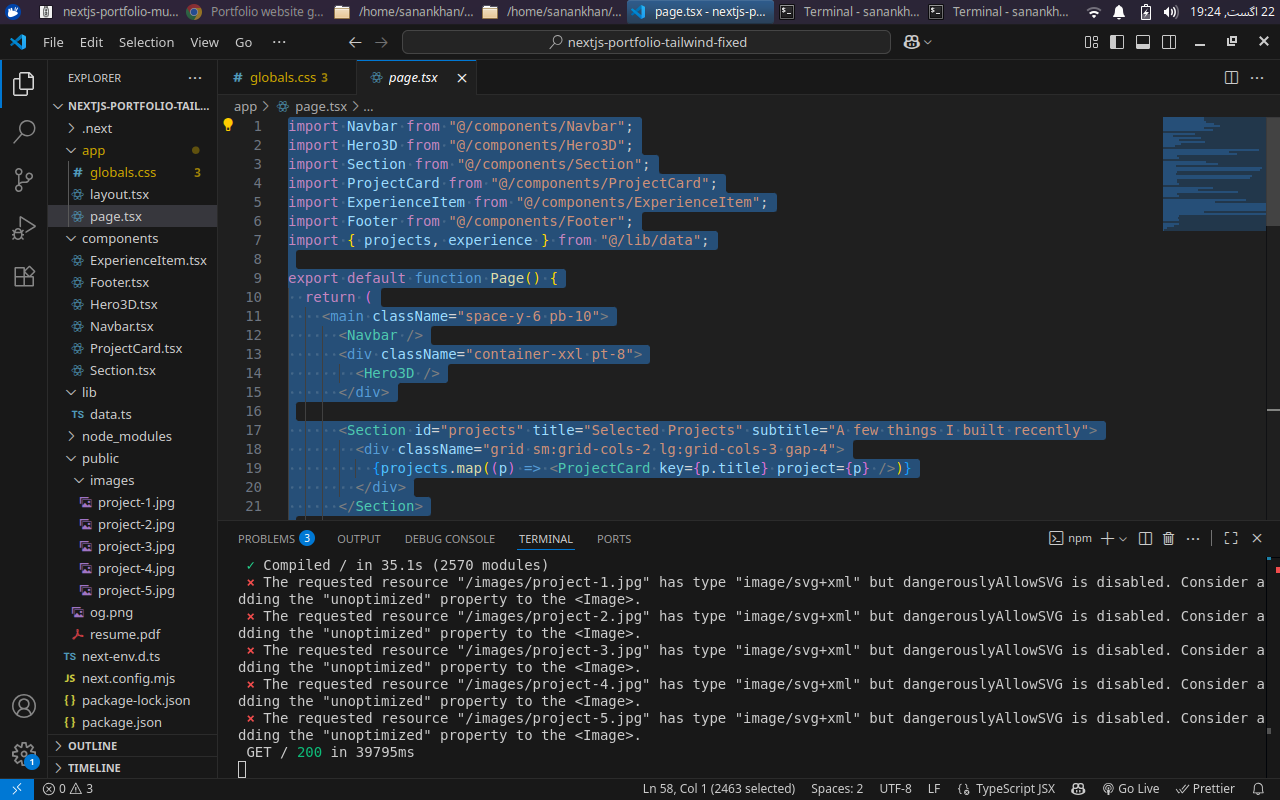 nextjs-portfolio-mu...
Portfolio website g...
/home/sanankhan/...
/home/sanankhan/...
page.tsx - nextjs-p...
Terminal - sanankh...
Terminal - sanankh...
22 اگست, 19:24
File Edit Selection View Go ···
nextjs-portfolio-tailwind-fixed
EXPLORER
NEXTJS-PORTFOLIO-TAIL...
.next
app
globals.css 3
layout.tsx
page.tsx
components
ExperienceItem.tsx
Footer.tsx
Hero3D.tsx
Navbar.tsx
ProjectCard.tsx
Section.tsx
lib
data.ts
node_modules
public
images
project-1.jpg
project-2.jpg
project-3.jpg
project-4.jpg
project-5.jpg
og.png
resume.pdf
next-env.d.ts
next.config.mjs
package-lock.json
package.json
OUTLINE
TIMELINE
1
globals.css 3
page.tsx
app > page.tsx > ...
1 import Navbar from "@/components/Navbar";
2 import Hero3D from "@/components/Hero3D";
3 import Section from "@/components/Section";
4 import ProjectCard from "@/components/ProjectCard";
5 import ExperienceItem from "@/components/ExperienceItem";
6 import Footer from "@/components/Footer";
7 import { projects, experience } from "@/lib/data";
8
9 export default function Page() {
10 return (
11 <main className="space-y-6 pb-10">
12 <Navbar />
13 <div className="container-xxl pt-8">
14 <Hero3D />
15 </div>
16
17 <Section id="projects" title="Selected Projects" subtitle="A few things I built recently">
18 <div className="grid sm:grid-cols-2 lg:grid-cols-3 gap-4">
19 {projects.map((p) => <ProjectCard key={p.title} project={p} />)}
20 </div>
21 </Section>
PROBLEMS 3 OUTPUT DEBUG CONSOLE TERMINAL PORTS
npm
✓ Compiled / in 35.1s (2570 modules)
⨯ The requested resource "/images/project-1.jpg" has type "image/svg+xml" but dangerouslyAllowSVG is disabled. Consider a
dding the "unoptimized" property to the <Image>.
⨯ The requested resource "/images/project-2.jpg" has type "image/svg+xml" but dangerouslyAllowSVG is disabled. Consider a
dding the "unoptimized" property to the <Image>.
⨯ The requested resource "/images/project-3.jpg" has type "image/svg+xml" but dangerouslyAllowSVG is disabled. Consider a
dding the "unoptimized" property to the <Image>.
⨯ The requested resource "/images/project-4.jpg" has type "image/svg+xml" but dangerouslyAllowSVG is disabled. Consider a
dding the "unoptimized" property to the <Image>.
⨯ The requested resource "/images/project-5.jpg" has type "image/svg+xml" but dangerouslyAllowSVG is disabled. Consider a
dding the "unoptimized" property to the <Image>.
GET / 200 in 39795ms
0 3
Ln 58, Col 1 (2463 selected)
Spaces: 2
UTF-8
LF
TypeScript JSX
Go Live
Prettier